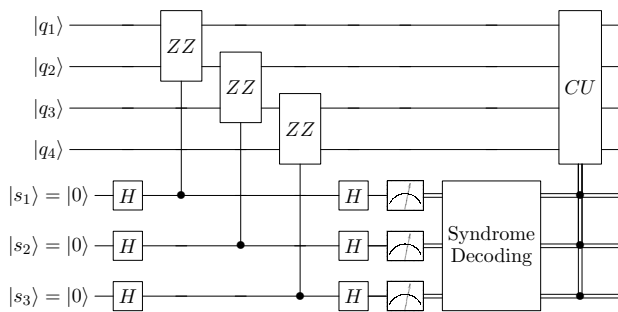 |q₁⟩
ZZ
|q₂⟩
ZZ
|q₃⟩
CU
ZZ
|q₄⟩
|s₁⟩ = |0⟩ H H
Syndrome
Decoding
|s₂⟩ = |0⟩ H H
|s₃⟩ = |0⟩ H H